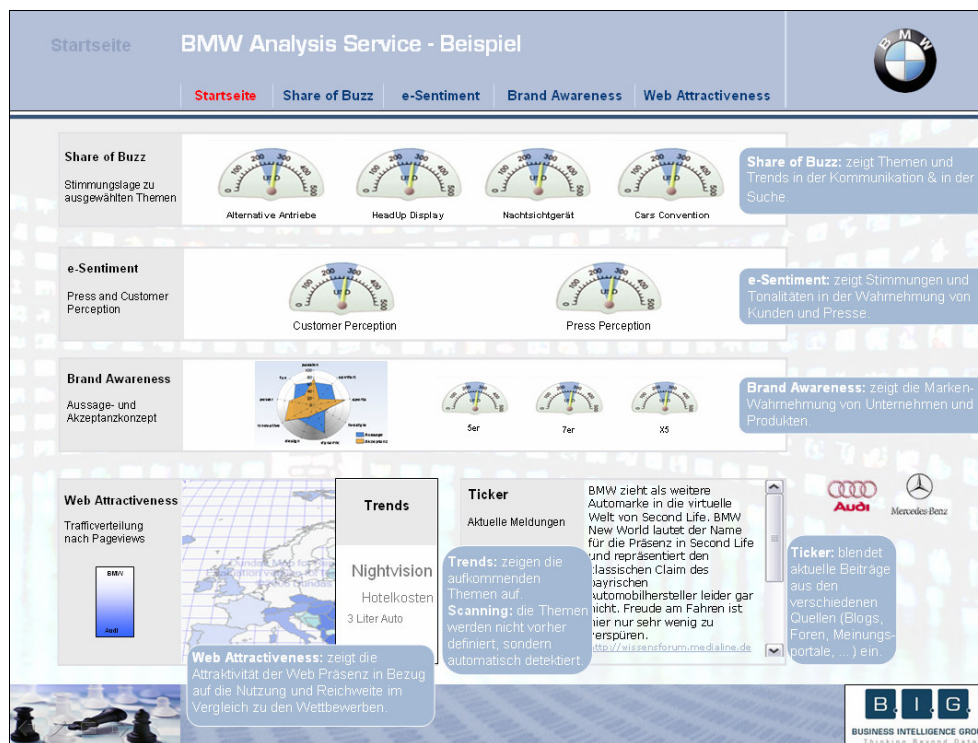 Startseite
BMW Analysis Service - Beispiel
BMW
Startseite
Share of Buzz
e-Sentiment
Brand Awareness
Web Attractiveness
Share of Buzz
Stimmungslage zu
ausgewählten Themen
Alternative Antriebe
HeadUp Display
Nachtsichtgerät
Cars Convention
Share of Buzz: zeigt Themen und
Trends in der Kommunikation & in der
Suche.
e-Sentiment
Press and Customer
Perception
Customer Perception
Press Perception
e-Sentiment: zeigt Stimmungen und
Tonalitäten in der Wahrnehmung von
Kunden und Presse.
Brand Awareness
Aussage- und
Akzeptanzkonzept
5er
7er
X5
Brand Awareness: zeigt die Marken-
Wahrnehmung von Unternehmen und
Produkten.
Web Attractiveness
Trafficverteilung
nach Pageviews
BMW
Audi
Trends
Nightvision
Hotelkosten
3 Liter Auto
Web Attractiveness: zeigt die
Attraktivität der Web Präsenz in Bezug
auf die Nutzung und Reichweite im
Vergleich zu den Wettbewerben.
Ticker
Aktuelle Meldungen
Trends: zeigen die
aufkommenden
Themen auf.
Scanning: die Themen
werden nicht vorher
definiert, sondern
automatisch detektiert.
BMW zieht als weitere
Automarke in die virtuelle
Welt von Second Life. BMW
New World lautet der Name
für die Präsenz in Second Life
und repräsentiert den
klassischen Claim des
bayrischen
Automobilhersteller leider gar
nicht. Freude am Fahren ist
hier nur sehr wenig zu
verspüren.
http://wissensforum.medialine.de
Audi
Mercedes-Benz
Ticker: blendet
aktuelle Beiträge
aus den
verschiedenen
Quellen (Blogs,
Foren, Meinungs-
portale, ...) ein.
B.I.G.
BUSINESS INTELLIGENCE GRO
Thinking Beyond Data